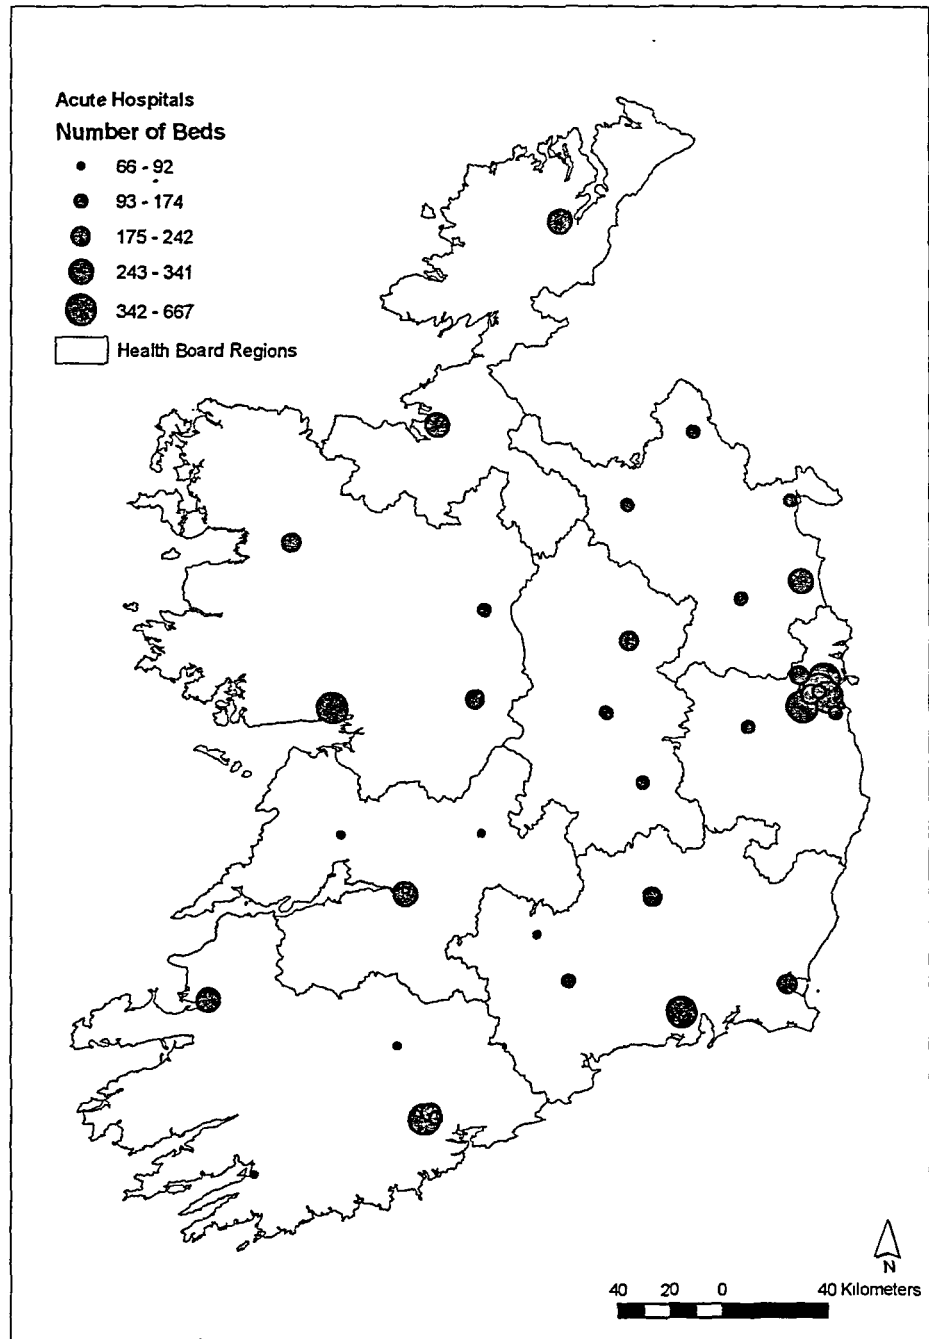 Acute Hospitals
Number of Beds
66 - 92
93 - 174
175 - 242
243 - 341
342 - 667
Health Board Regions
N
40 20 0 40 Kilometers